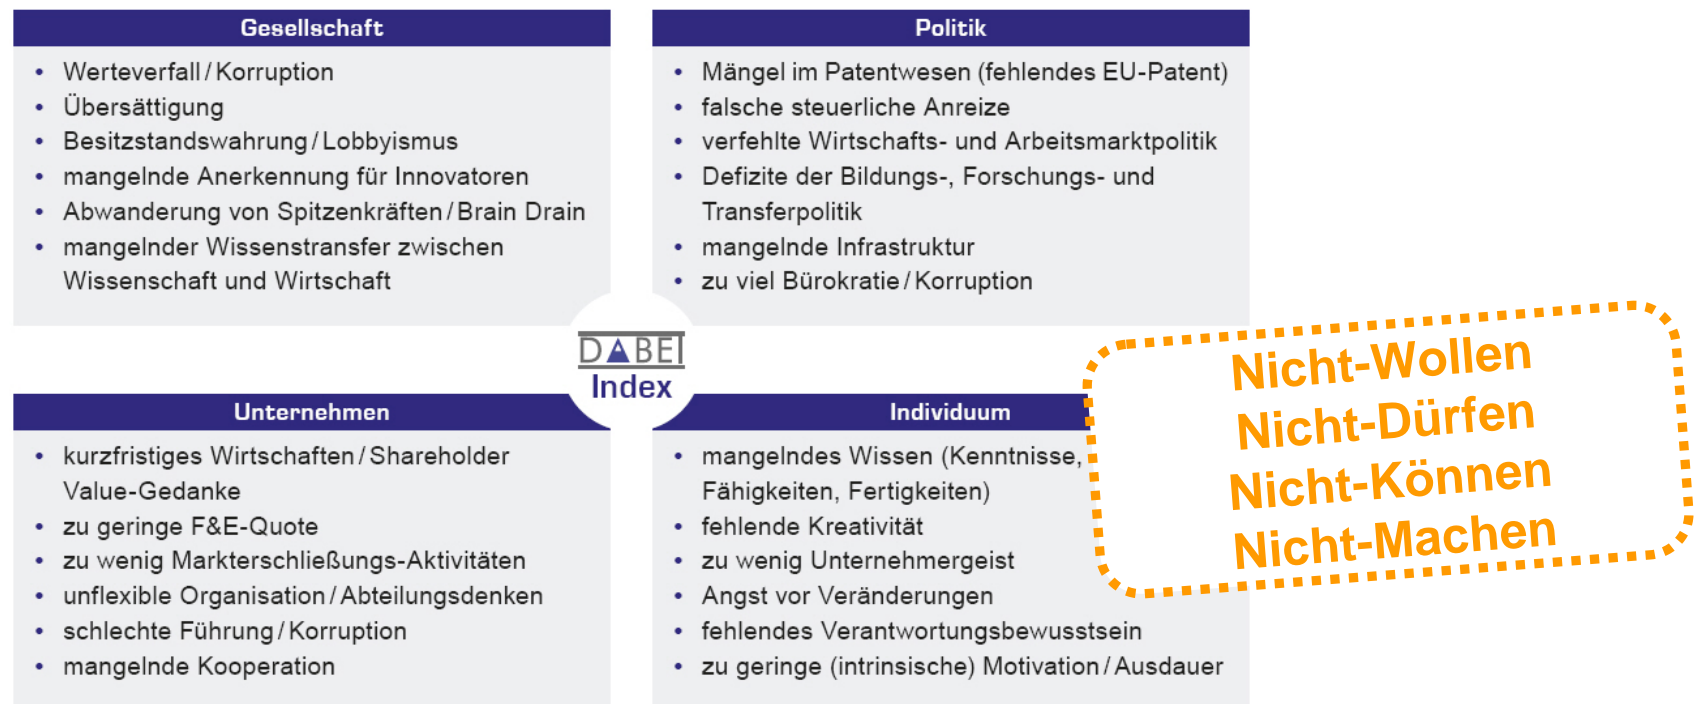 Gesellschaft
• Werteverfall/Korruption
• Übersättigung
• Besitzstandswahrung/Lobbyismus
• mangelnde Anerkennung für Innovatoren
• Abwanderung von Spitzenkräften/Brain Drain
• mangelnder Wissenstransfer zwischen
Wissenschaft und Wirtschaft
Politik
• Mängel im Patentwesen (fehlendes EU-Patent)
• falsche steuerliche Anreize
• verfehlte Wirtschafts- und Arbeitsmarktpolitik
• Defizite der Bildungs-, Forschungs- und
Transferpolitik
• mangelnde Infrastruktur
• zu viel Bürokratie/Korruption
DABEI
Index
Unternehmen
• kurzfristiges Wirtschaften/Shareholder
Value-Gedanke
• zu geringe F&E-Quote
• zu wenig Markterschließungs-Aktivitäten
• unflexible Organisation/Abteilungsdenken
• schlechte Führung/Korruption
• mangelnde Kooperation
Individuum
• mangelndes Wissen (Kenntnisse,
Fähigkeiten, Fertigkeiten)
• fehlende Kreativität
• zu wenig Unternehmergeist
• Angst vor Veränderungen
• fehlendes Verantwortungsbewusstsein
• zu geringe (intrinsische) Motivation/Ausdauer
Nicht-Wollen
Nicht-Dürfen
Nicht-Können
Nicht-Machen